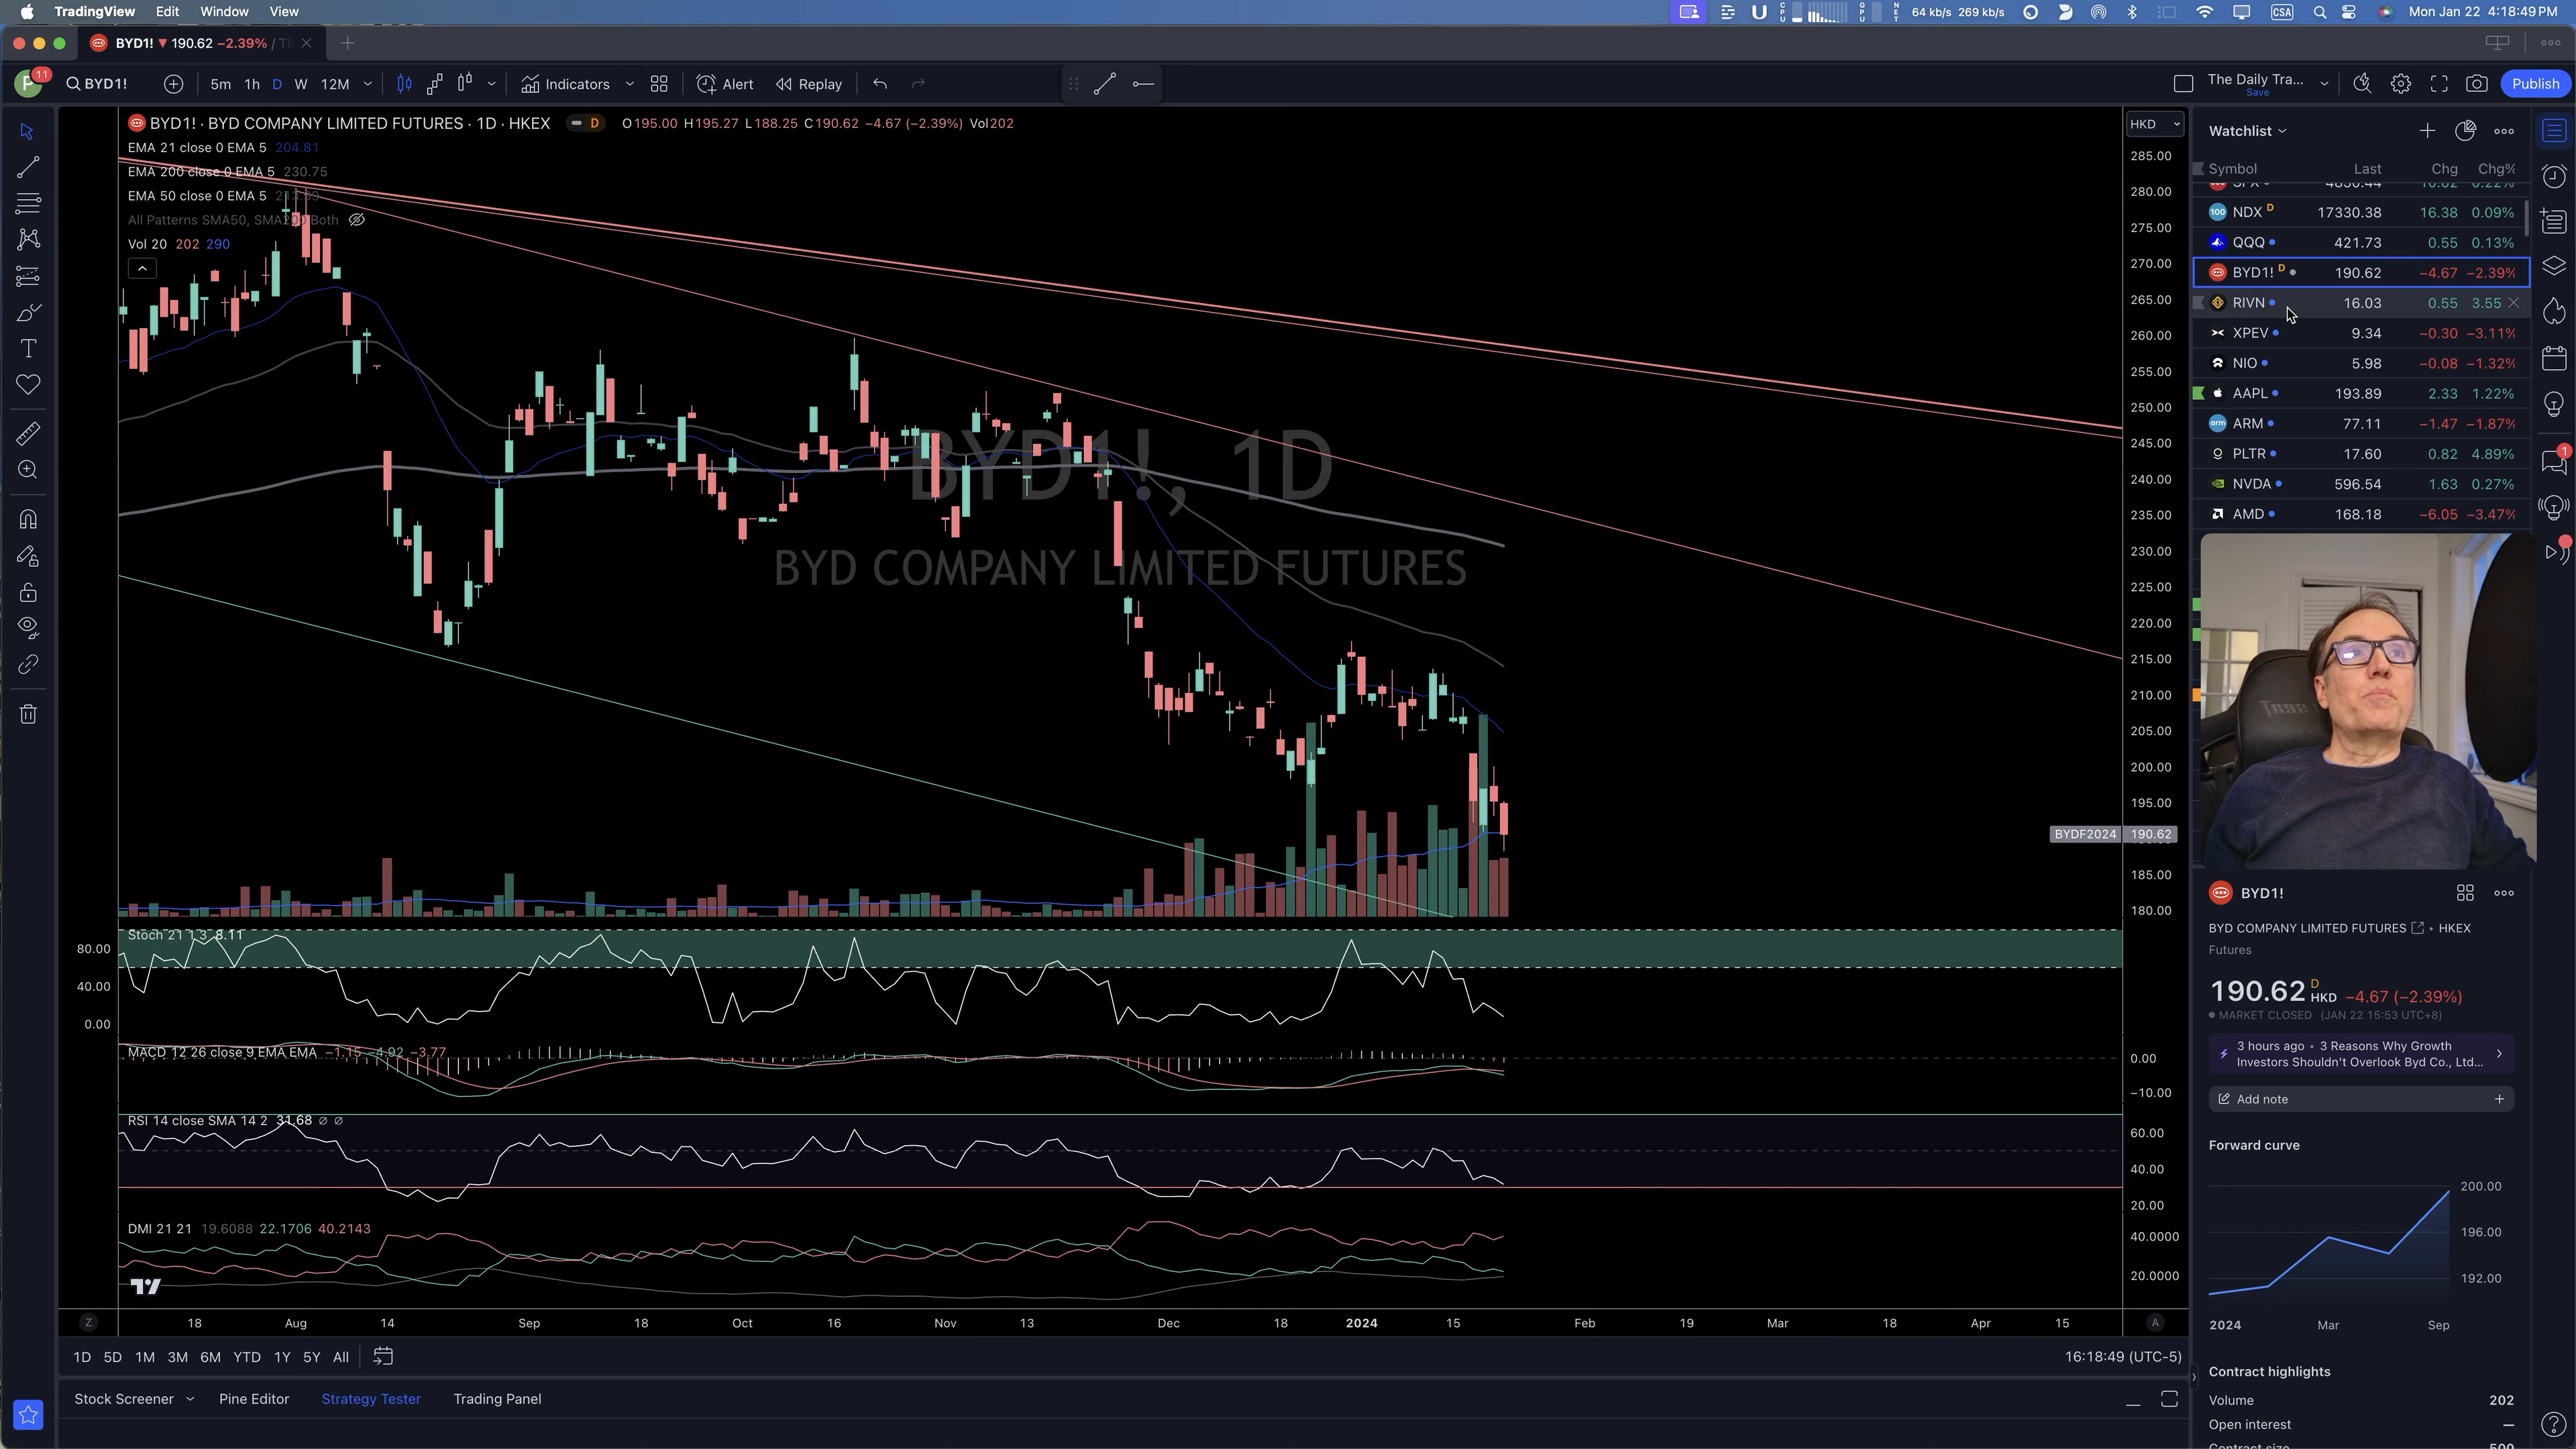 TradingView Edit Window View
64 kb/s 269 kb/s CSA Mon Jan 22 4:18:49 PM
BYD1! ▼ 190.62 −2.39% /
11
BYD1! 5m 1h D W 12M Indicators Alert Replay
The Daily Tra...
Save
Publish
BYD1! · BYD COMPANY LIMITED FUTURES · 1D · HKEX D O195.00 H195.27 L188.25 C190.62 −4.67 (−2.39%) Vol202
EMA 21 close 0 EMA 5 204.81
EMA 200 close 0 EMA 5 230.75
EMA 50 close 0 EMA 5
All Patterns SMA50, SMA200 Both
Vol 20 202 290
BYD1!, 1D
BYD COMPANY LIMITED FUTURES
HKD
285.00
280.00
275.00
270.00
265.00
260.00
255.00
250.00
245.00
240.00
235.00
230.00
225.00
220.00
215.00
210.00
205.00
200.00
195.00
BYDF2024 190.62
185.00
180.00
Stoch 21 1 3 8.11
80.00
40.00
0.00
MACD 12 26 close 9 EMA EMA −1.15 −4.92 −3.77
0.00
−10.00
RSI 14 close SMA 14 2 31.68 ∅ ∅
60.00
40.00
20.00
DMI 21 21 19.6088 22.1706 40.2143
40.0000
20.0000
Z 18 Aug 14 Sep 18 Oct 16 Nov 13 Dec 18 2024 15 Feb 19 Mar 18 Apr 15 A
1D 5D 1M 3M 6M YTD 1Y 5Y All
16:18:49 (UTC-5)
Stock Screener Pine Editor Strategy Tester Trading Panel
Watchlist
Symbol Last Chg Chg%
NDX D 17330.38 16.38 0.09%
QQQ 421.73 0.55 0.13%
BYD1! D 190.62 −4.67 −2.39%
RIVN 16.03 0.55 3.55
XPEV 9.34 −0.30 −3.11%
NIO 5.98 −0.08 −1.32%
AAPL 193.89 2.33 1.22%
ARM 77.11 −1.47 −1.87%
PLTR 17.60 0.82 4.89%
NVDA 596.54 1.63 0.27%
AMD 168.18 −6.05 −3.47%
BYD1!
BYD COMPANY LIMITED FUTURES • HKEX
Futures
190.62 D HKD −4.67 (−2.39%)
MARKET CLOSED (JAN 22 15:53 UTC+8)
3 hours ago • 3 Reasons Why Growth
Investors Shouldn't Overlook Byd Co., Ltd...
Add note
Forward curve
200.00
196.00
192.00
2024 Mar Sep
Contract highlights
Volume 202
Open interest —